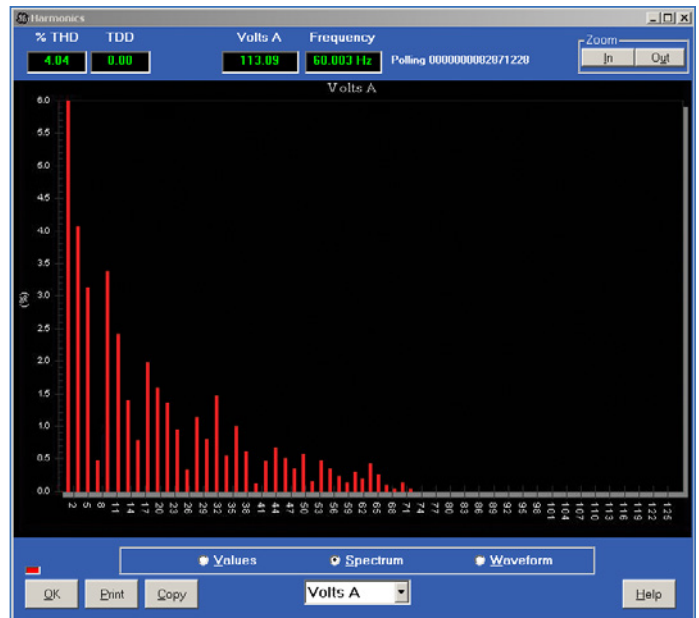 Harmonics
% THD TDD Volts A Frequency
4.04 0.00 113.09 60.003 Hz Polling 0000000002871228
Zoom
In Out
Volts A
6.0
5.5
6.0
4.5
4.0
3.5
(%)
3.0
2.5
2.0
1.5
0.0
0.5
0.0
2 5 8 11 14 17 20 23 26 29 32 35 38 41 44 47 50 53 56 59 62 65 68 71 74 77 80 83 86 89 92 95 98 101 104 107 110 113 116 119 122 125
Values Spectrum Waveform
OK Print Copy Volts A Help